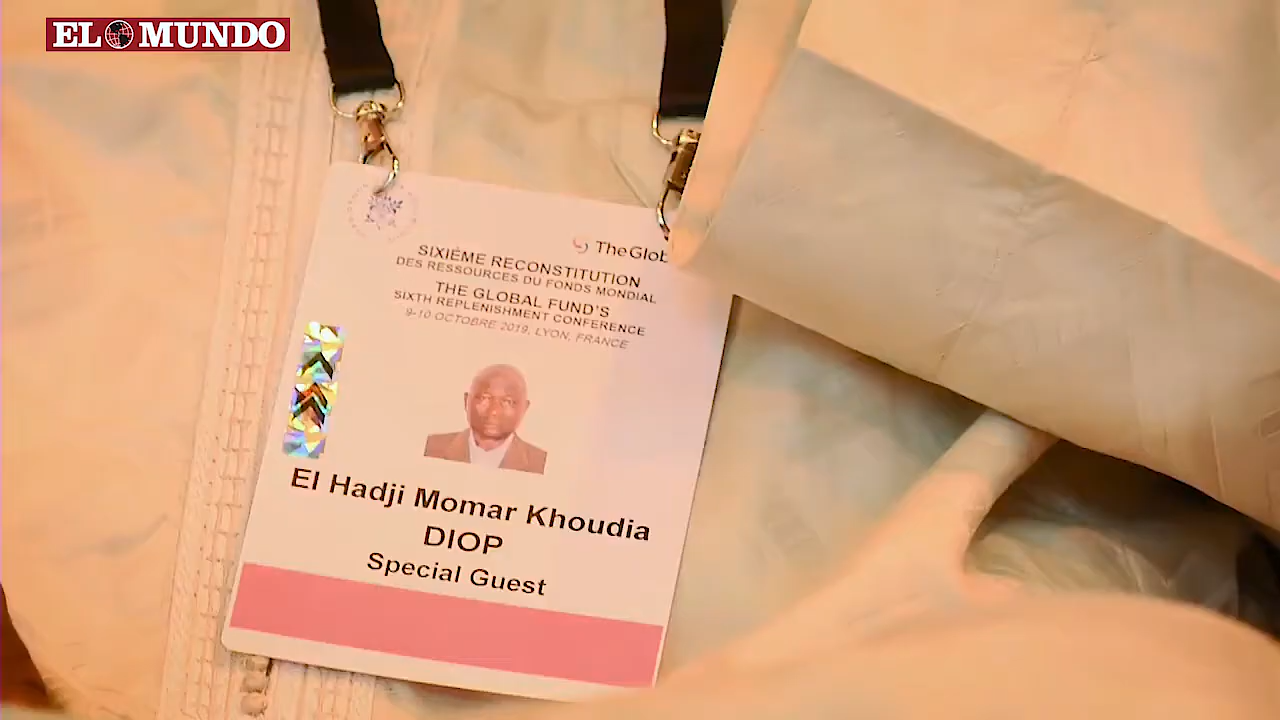 EL MUNDO
TheGlob
SIXIÈME RECONSTITUTION
DES RESSOURCES DU FONDS MONDIAL
THE GLOBAL FUND'S
SIXTH REPLENISHMENT CONFERENCE
9-10 OCTOBRE 2019, LYON, FRANCE
El Hadji Momar Khoudia
DIOP
Special Guest